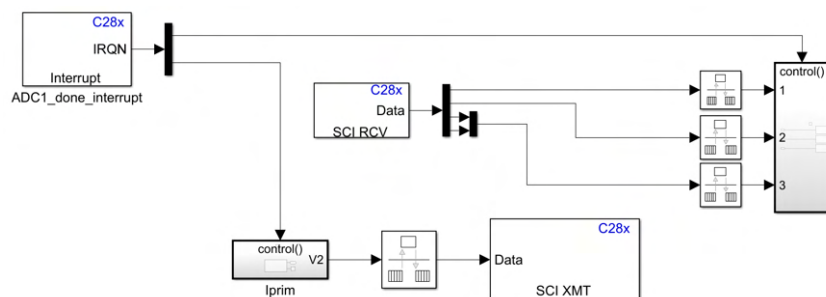 C28x
IRQN
Interrupt
ADC1_done_interrupt
C28x
Data
SCI RCV
control()
1
2
3
control()
V2
Iprim
C28x
Data
SCI XMT